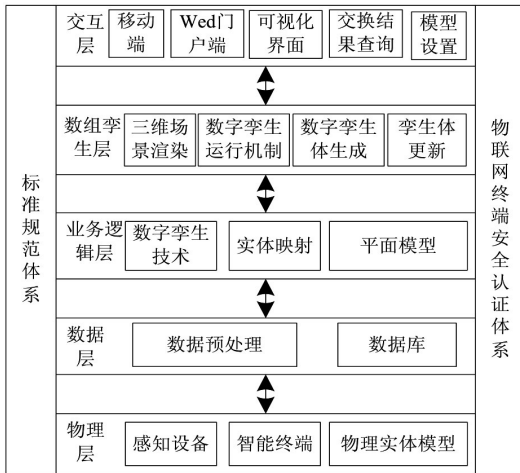 交互
层
移动
端
Wed门
户端
可视化
界面
交换结
果查询
模型
设置
数组孪
生层
三维场
景渲染
数字孪生
运行机制
数字孪生
体生成
孪生体
更新
业务逻
辑层
数字孪生
技术
实体映射
平面模型
数据
层
数据预处理
数据库
物理
层
感知设备
智能终端
物理实体模型
标准规范体系
物联网终端安全认证体系